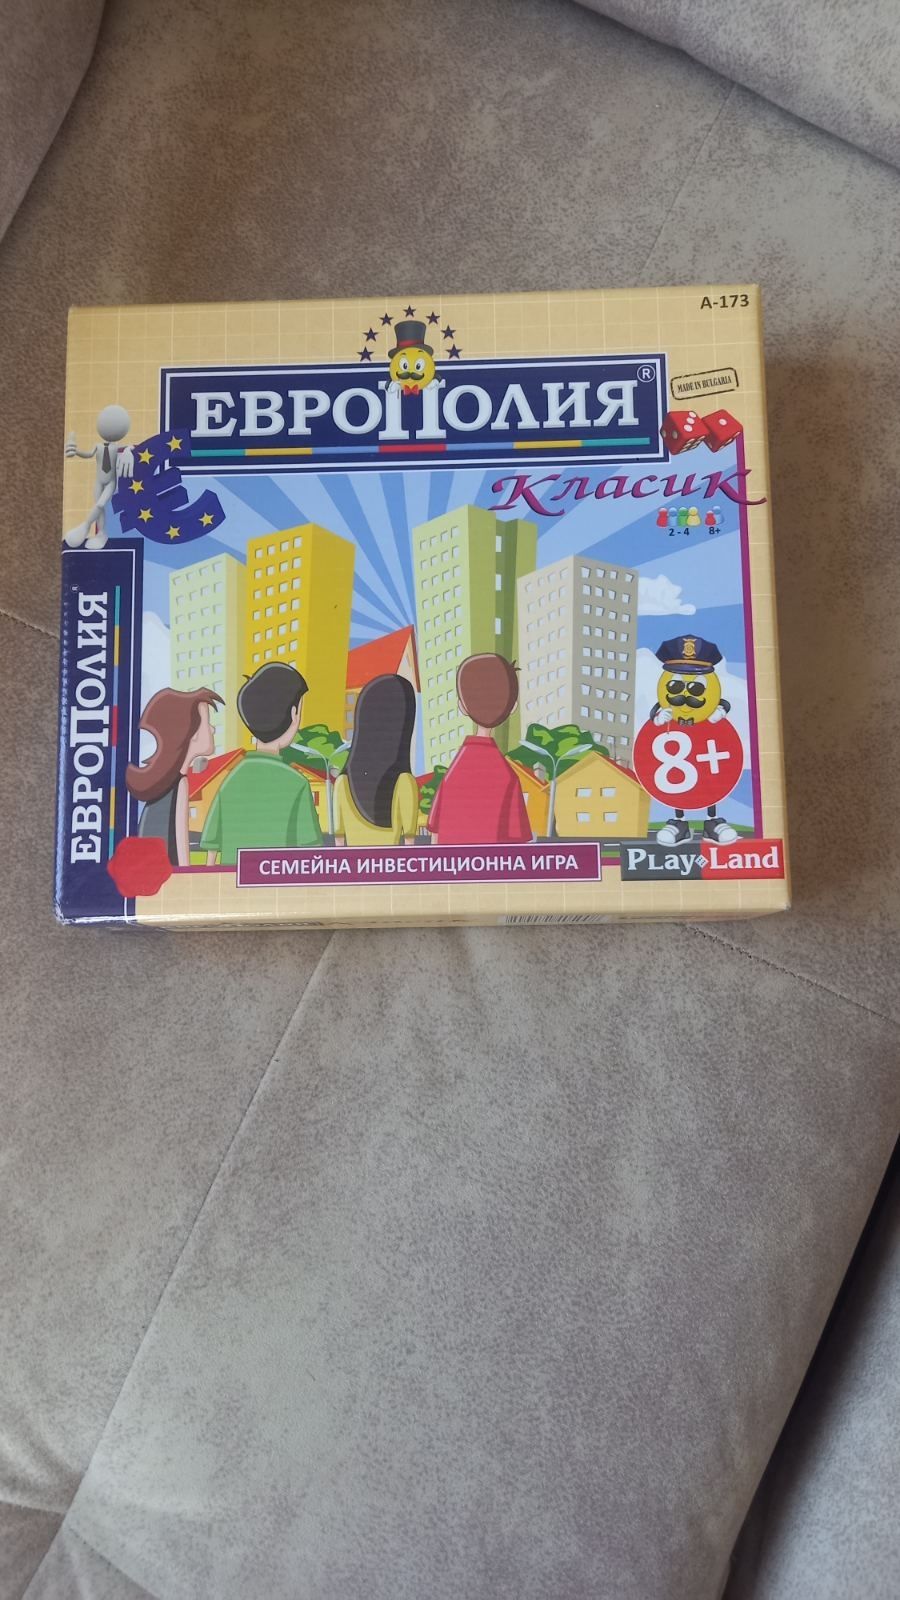 A-173
ЕВРОПОЛИЯ®
MADE IN BULGARIA
Класик
2 - 4 8+
ЕВРОПОЛИЯ®
8+
СЕМЕЙНА ИНВЕСТИЦИОННА ИГРА
PLAY Land